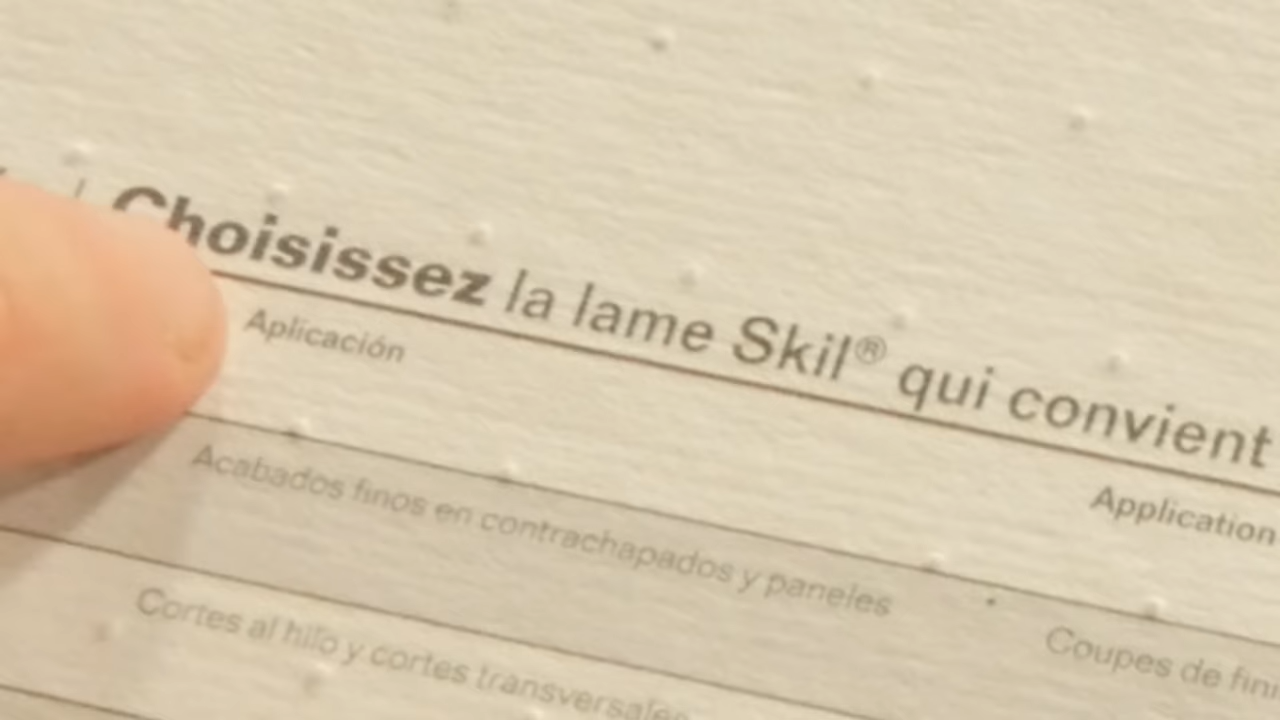 Choisissez la lame Skil® qui convient
Aplicación
Application
Acabados finos en contrachapados y paneles
Coupes de
Cortes al hilo y cortes transversales